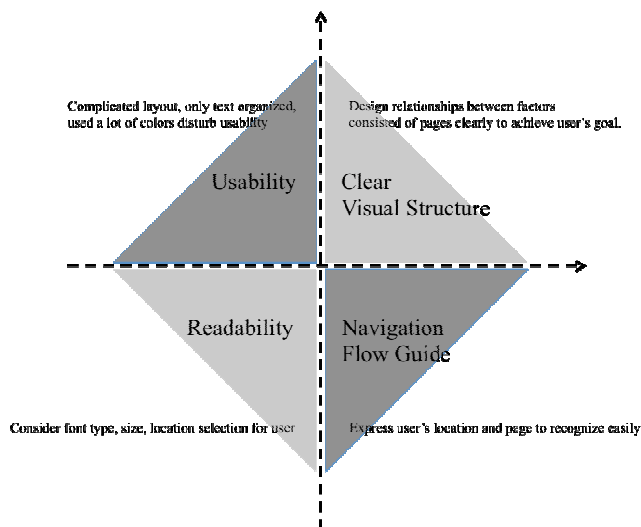 Complicated layout, only text organized,
used a lot of colors disturb usability
Design relationships between factors
consisted of pages clearly to achieve user's goal.
Usability
Clear
Visual Structure
Readability
Navigation
Flow Guide
Consider font type, size, location selection for user
Express user's location and page to recognize easily